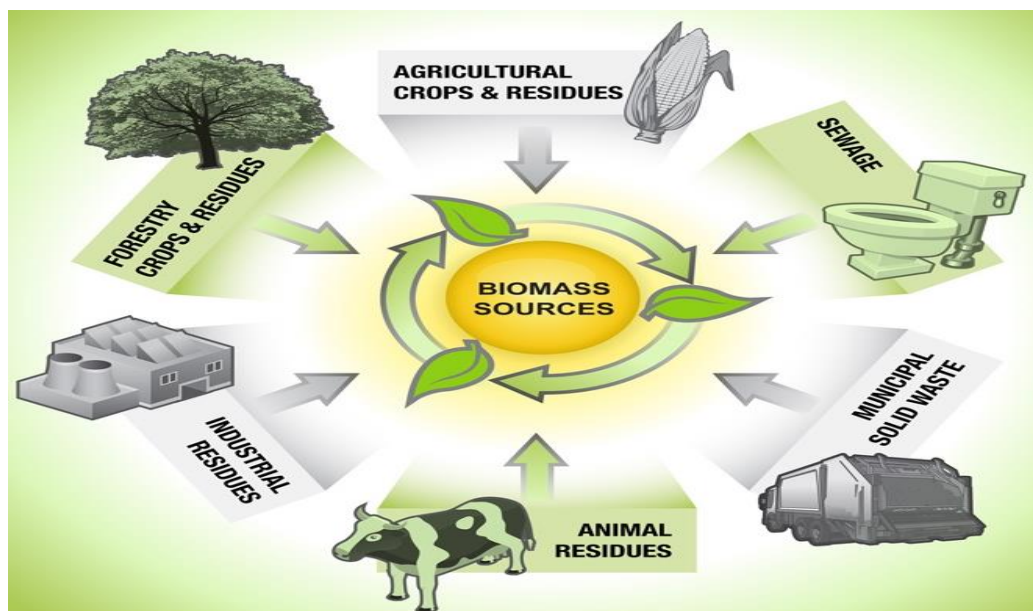 AGRICULTURAL
CROPS & RESIDUES
SEWAGE
FORESTRY
CROPS & RESIDUES
BIOMASS
SOURCES
MUNICIPAL
SOLID WASTE
INDUSTRIAL
RESIDUES
ANIMAL
RESIDUES